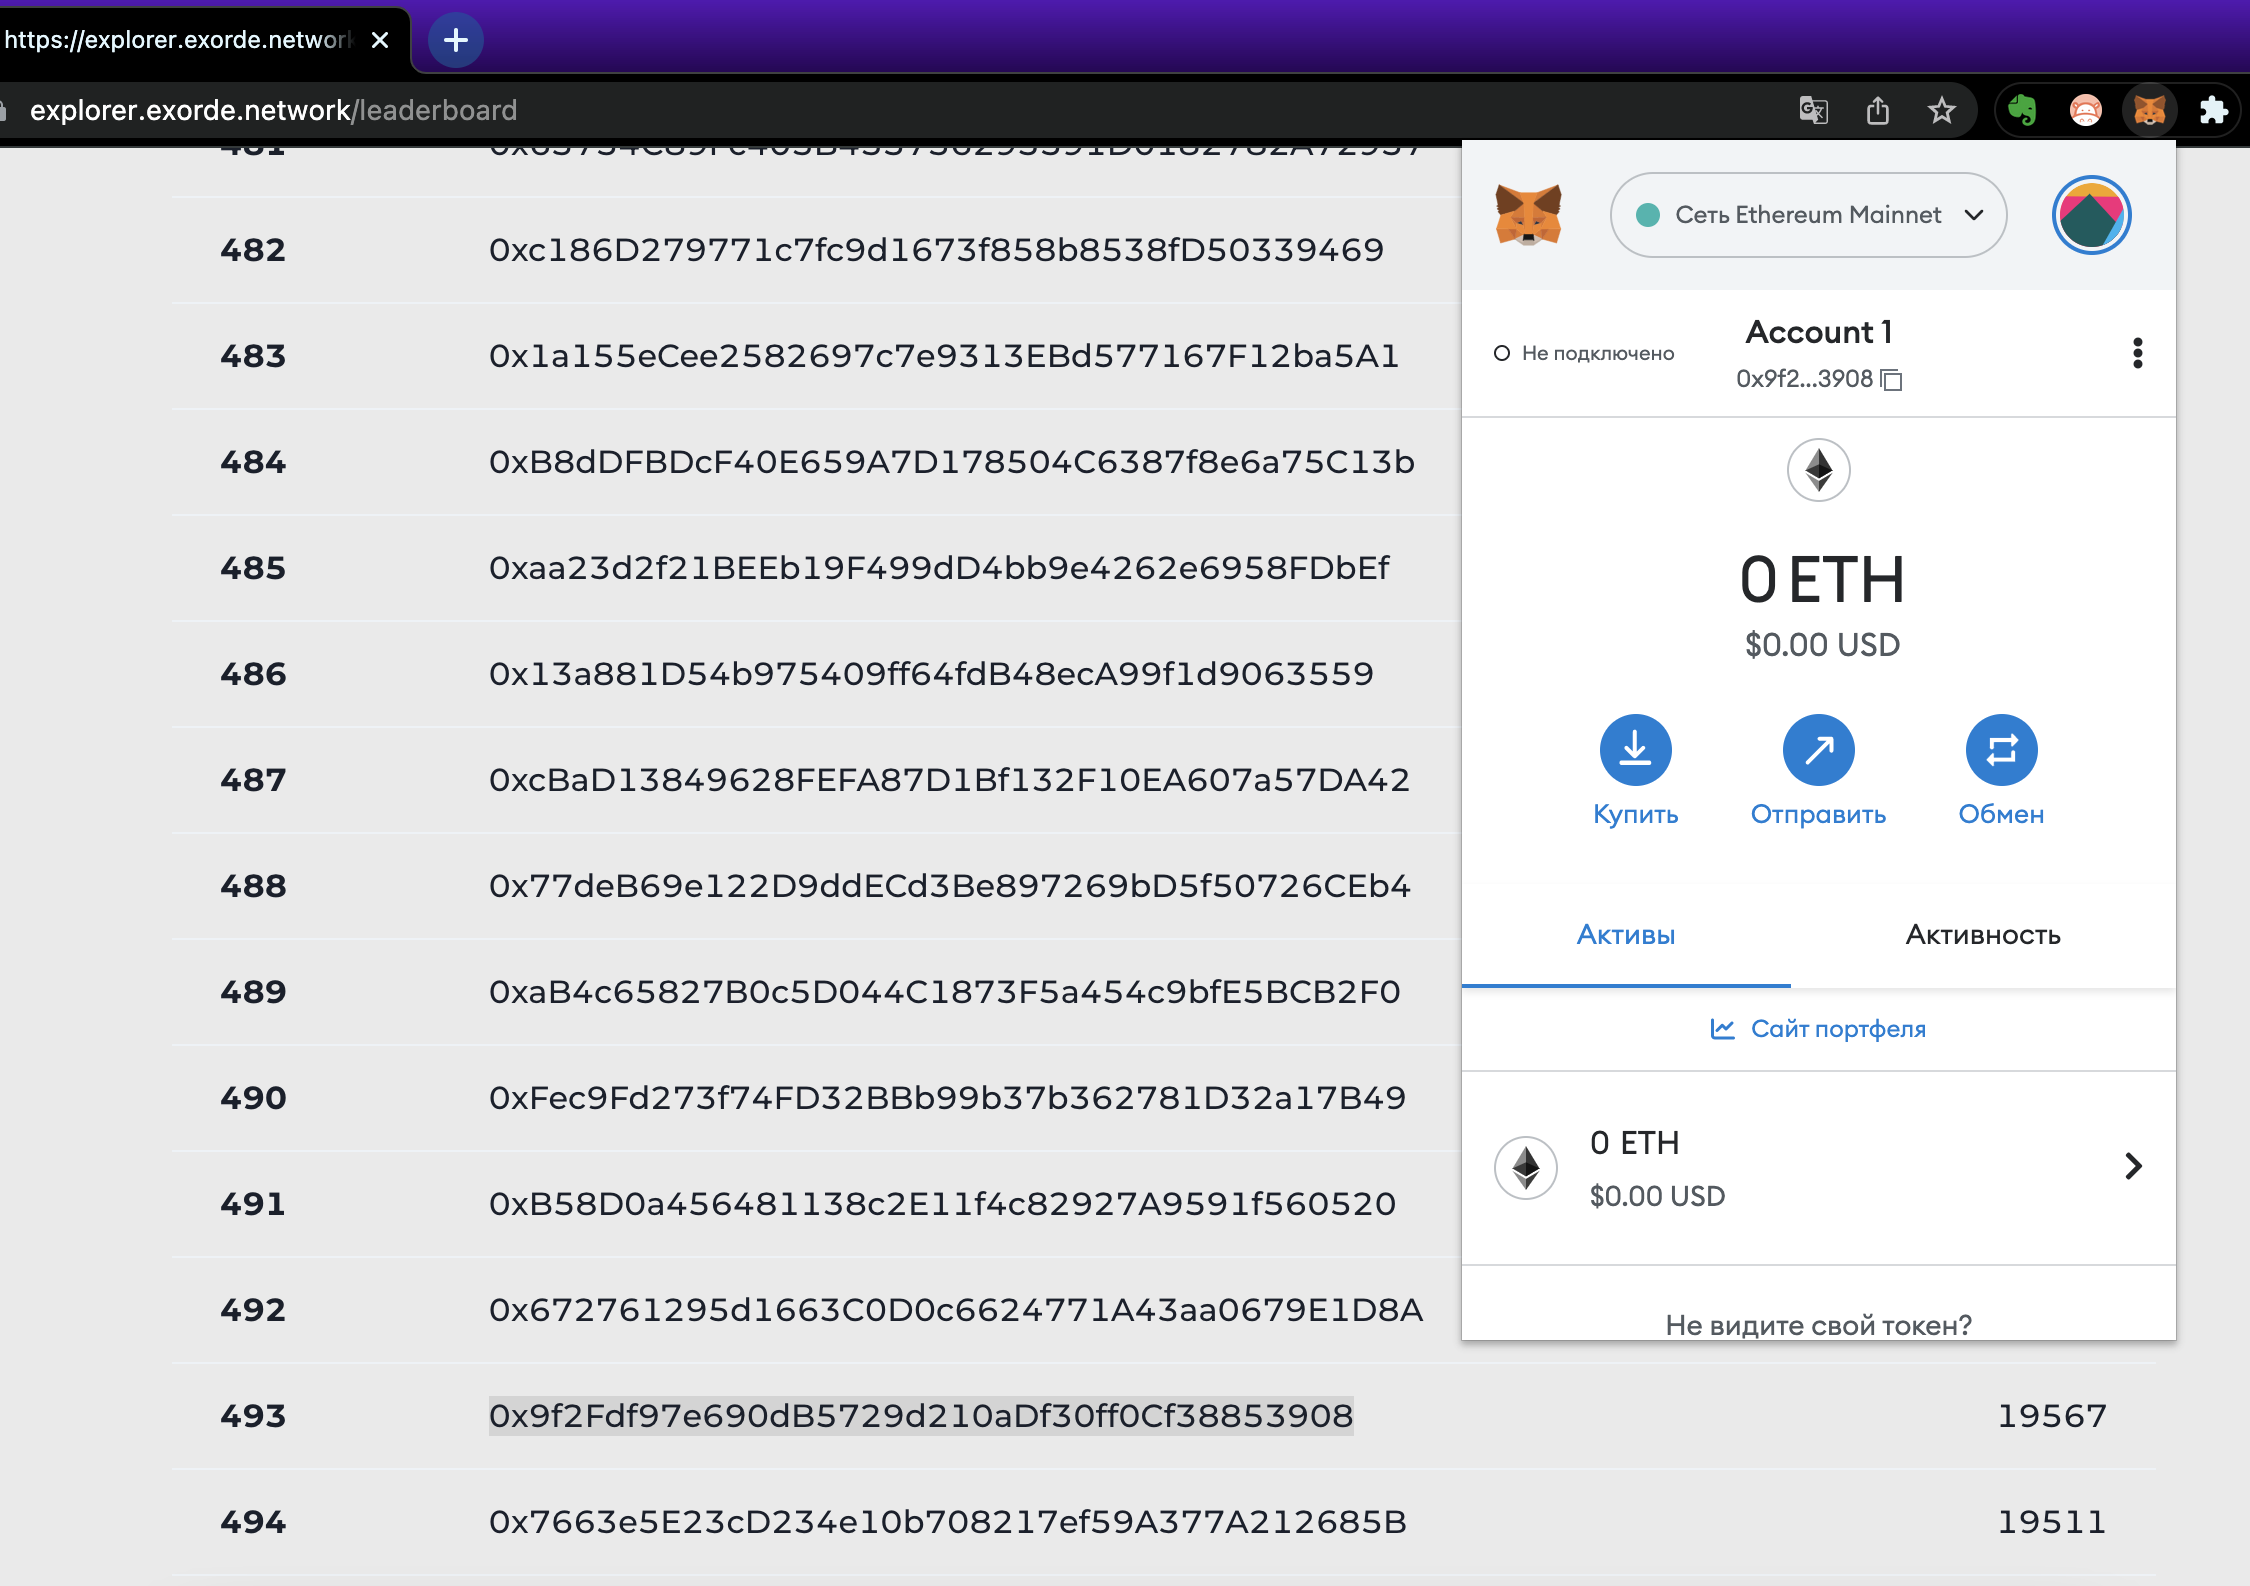 https://explorer.exorde.network
explorer.exorde.network/leaderboard
481
482 0xc186D279771c7fc9d1673f858b8538fD50339469
483 0x1a155eCee2582697c7e9313EBd577167F12ba5A1
484 0xB8dDFBDcF40E659A7D178504C6387f8e6a75C13b
485 0xaa23d2f21BEEb19F499dD4bb9e4262e6958FDbEf
486 0x13a881D54b975409ff64fdB48ecA99f1d9063559
487 0xcBaD13849628FEFA87D1Bf132F10EA607a57DA42
488 0x77deB69e122D9ddECd3Be897269bD5f50726CEb4
489 0xaB4c65827B0c5D044C1873F5a454c9bfE5BCB2F0
490 0xFec9Fd273f74FD32BBb99b37b362781D32a17B49
491 0xB58D0a456481138c2E11f4c82927A9591f560520
492 0x672761295d1663C0D0c6624771A43aa0679E1D8A
493 0x9f2Fdf97e690dB5729d210aDf30ff0Cf38853908 19567
494 0x7663e5E23cD234e10b708217ef59A377A212685B 19511
Сеть Ethereum Mainnet
Account 1
Не подключено
0x9f2...3908
0 ETH
$0.00 USD
Купить Отправить Обмен
Активы Активность
Сайт портфеля
0 ETH
$0.00 USD
Не видите свой токен?